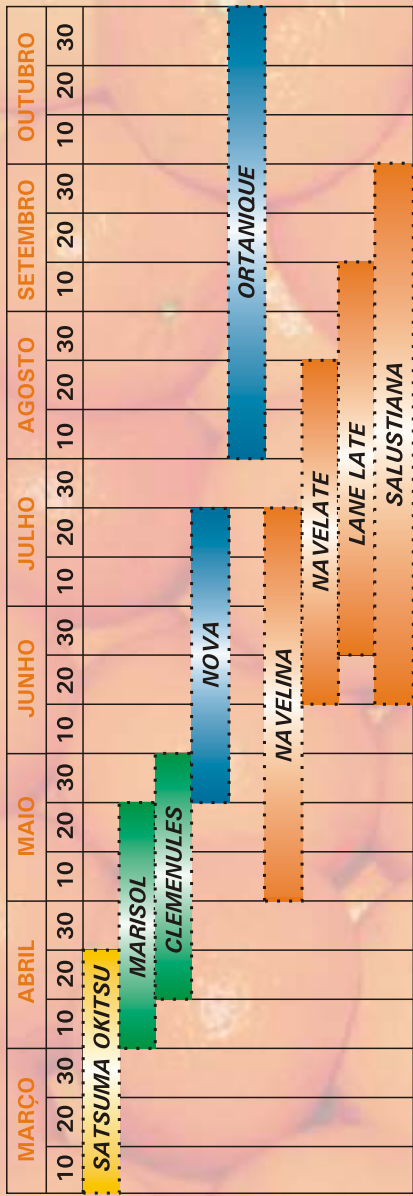 MARÇO ABRIL MAIO JUNHO JULHO AGOSTO SETEMBRO OUTUBRO
10 20 30 10 20 30 10 20 30 10 20 30 10 20 30 10 20 30 10 20 30 10 20 30
SATSUMA OKITSU
MARISOL
CLEMENULES
NOVA
ORTANIQUE
NAVELINA
NAVELATE
LANE LATE
SALUSTIANA